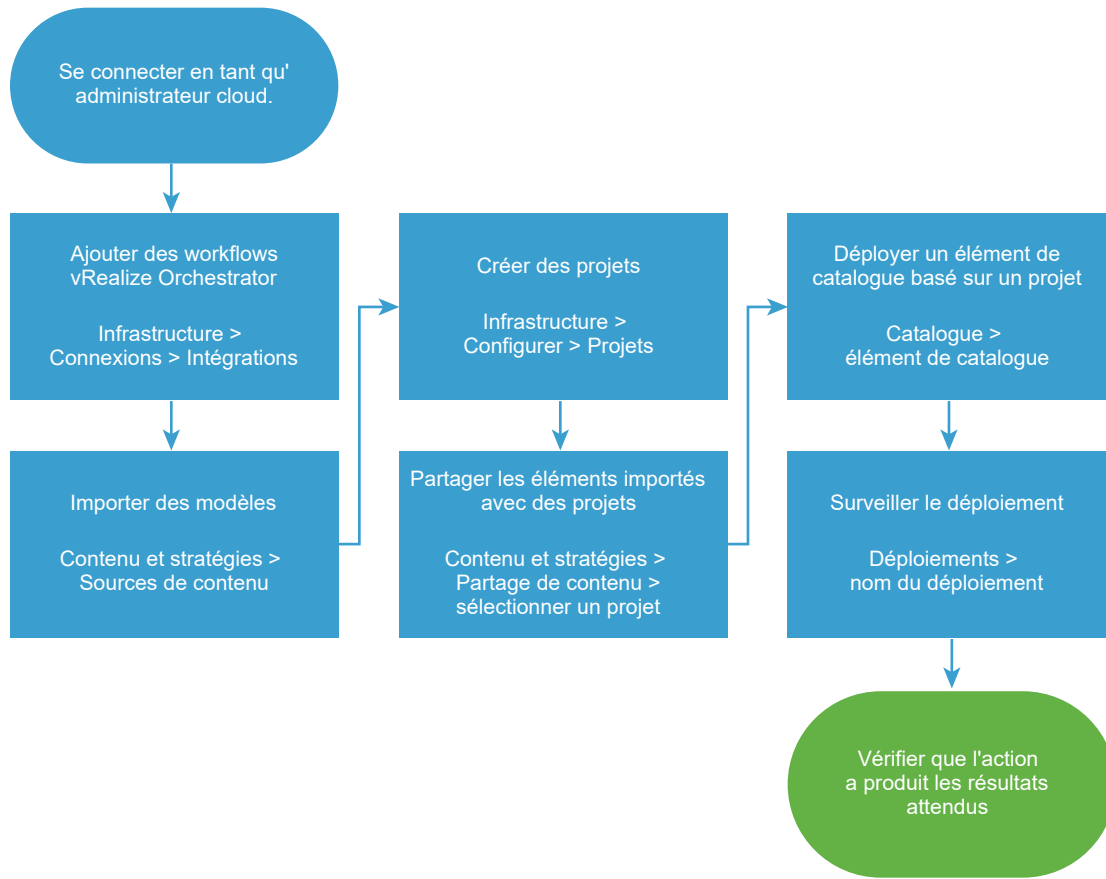 Se connecter en tant qu'
administrateur cloud.
Ajouter des workflows
vRealize Orchestrator
Infrastructure >
Connexions > Intégrations
Importer des modèles
Contenu et stratégies >
Sources de contenu
Créer des projets
Infrastructure >
Configurer > Projets
Partager les éléments importés
avec des projets
Contenu et stratégies >
Partage de contenu >
sélectionner un projet
Déployer un élément de
catalogue basé sur un projet
Catalogue >
élément de catalogue
Surveiller le déploiement
Déploiements >
nom du déploiement
Vérifier que l'action
a produit les résultats
attendus